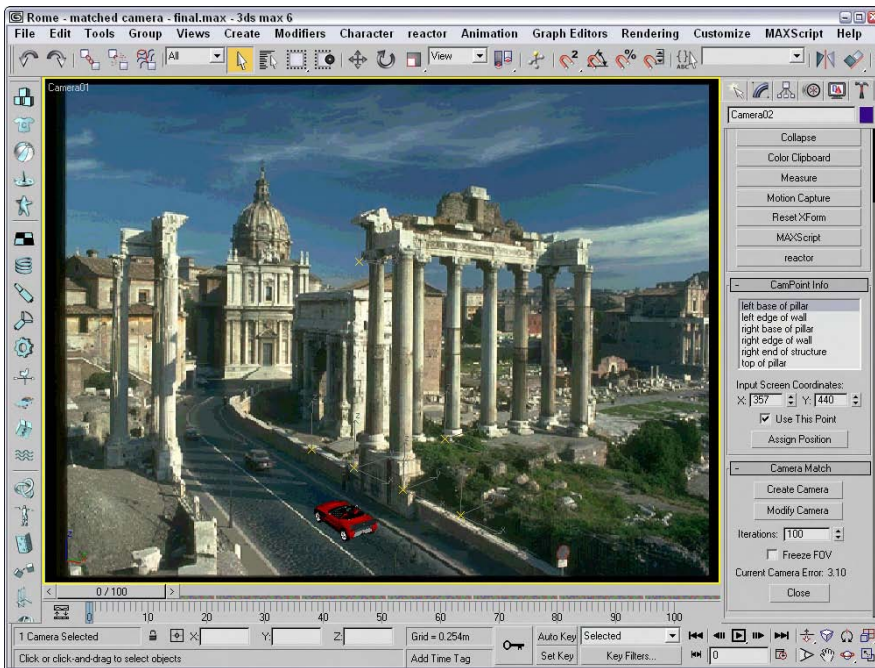 Rome - matched camera - final.max - 3ds max 6
File Edit Tools Group Views Create Modifiers Character reactor Animation Graph Editors Rendering Customize MAXScript Help
All
View
Camera01
Camera02
Collapse
Color Clipboard
Measure
Motion Capture
Reset XForm
MAXScript
reactor
- CamPoint Info
left base of pillar
left edge of wall
right base of pillar
right edge of wall
right end of structure
top of pillar
Input Screen Coordinates:
X: 357 Y: 440
Use This Point
Assign Position
- Camera Match
Create Camera
Modify Camera
Iterations: 100
Freeze FOV
Current Camera Error: 3.10
Close
< 0 / 100 >
0 10 20 30 40 50 60 70 80 90 100
1 Camera Selected X: Y: Z: Grid = 0.254m Auto Key Selected
Click or click-and-drag to select objects Add Time Tag Set Key Key Filters... 0